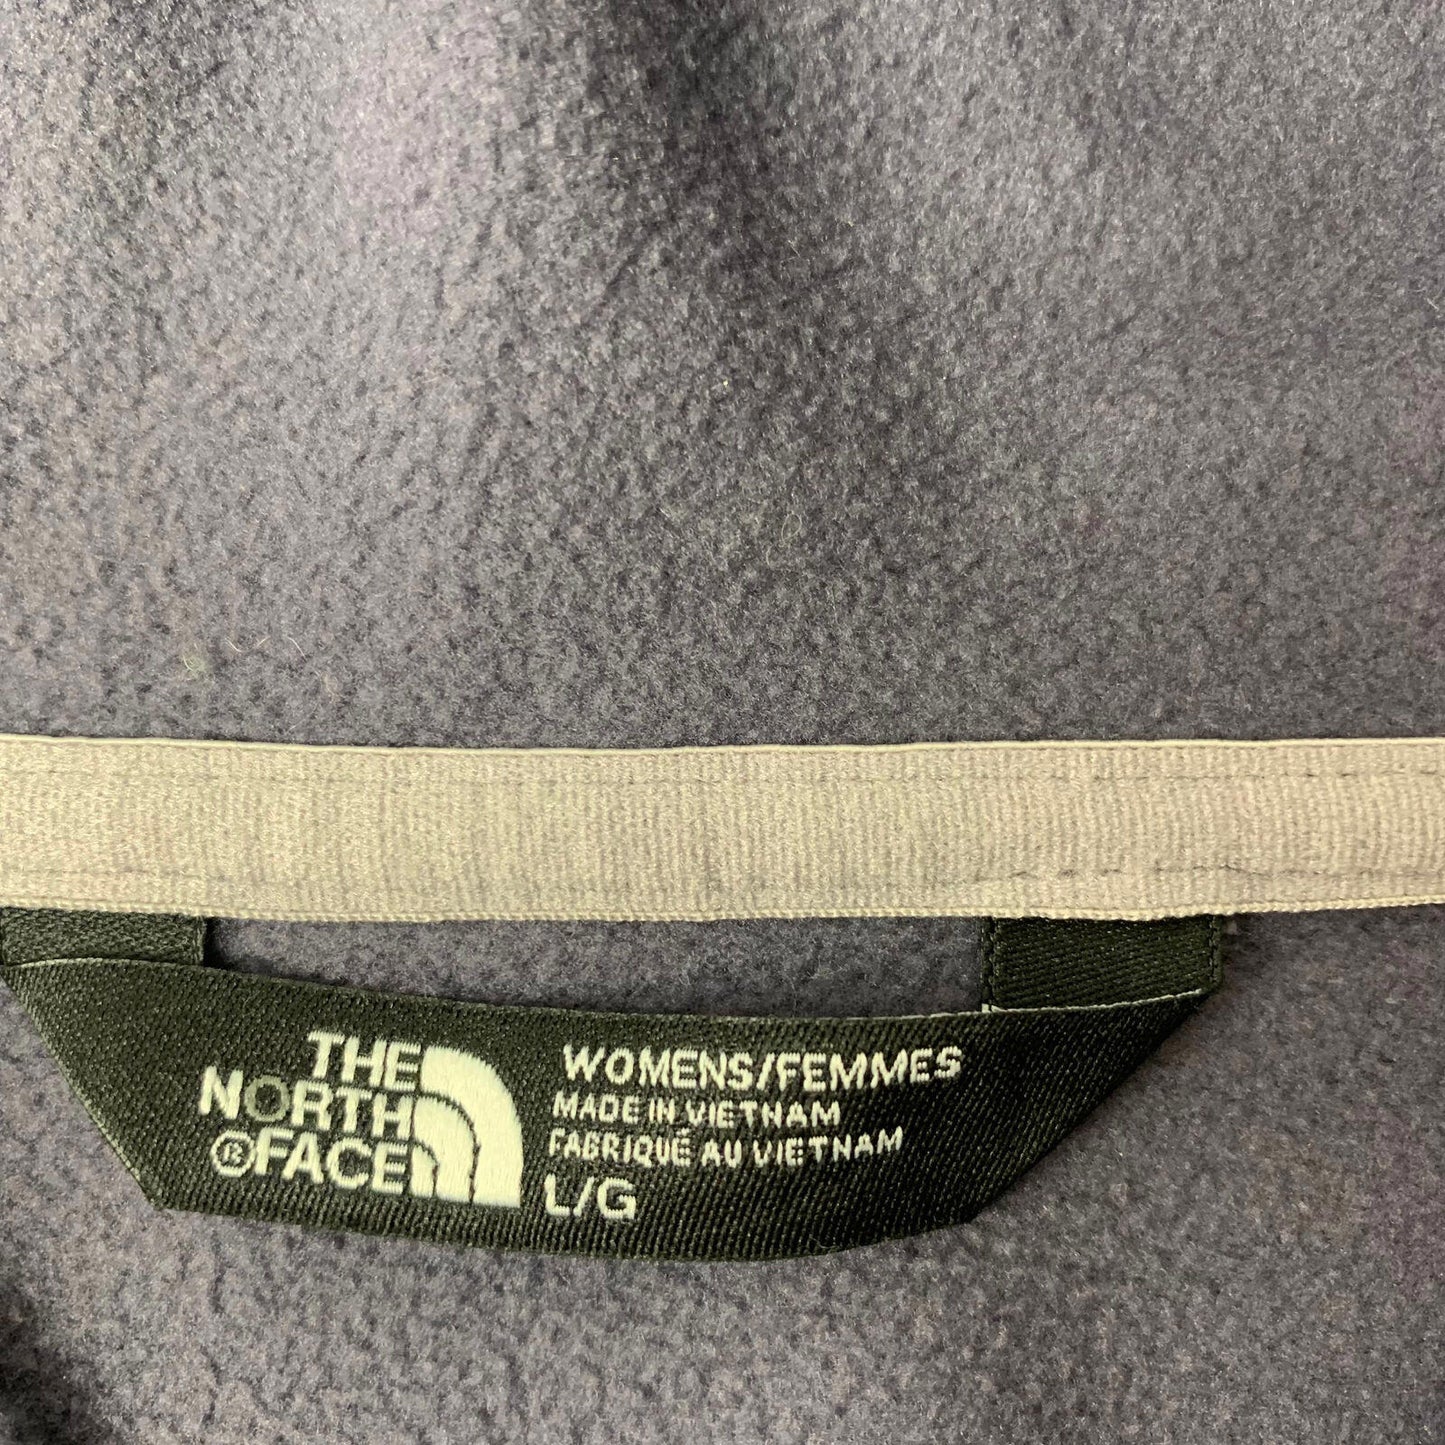 THE
NORTH
®FACE
WOMENS/FEMMES
MADE IN VIETNAM
FABRIQUÉ AU VIETNAM
L/G